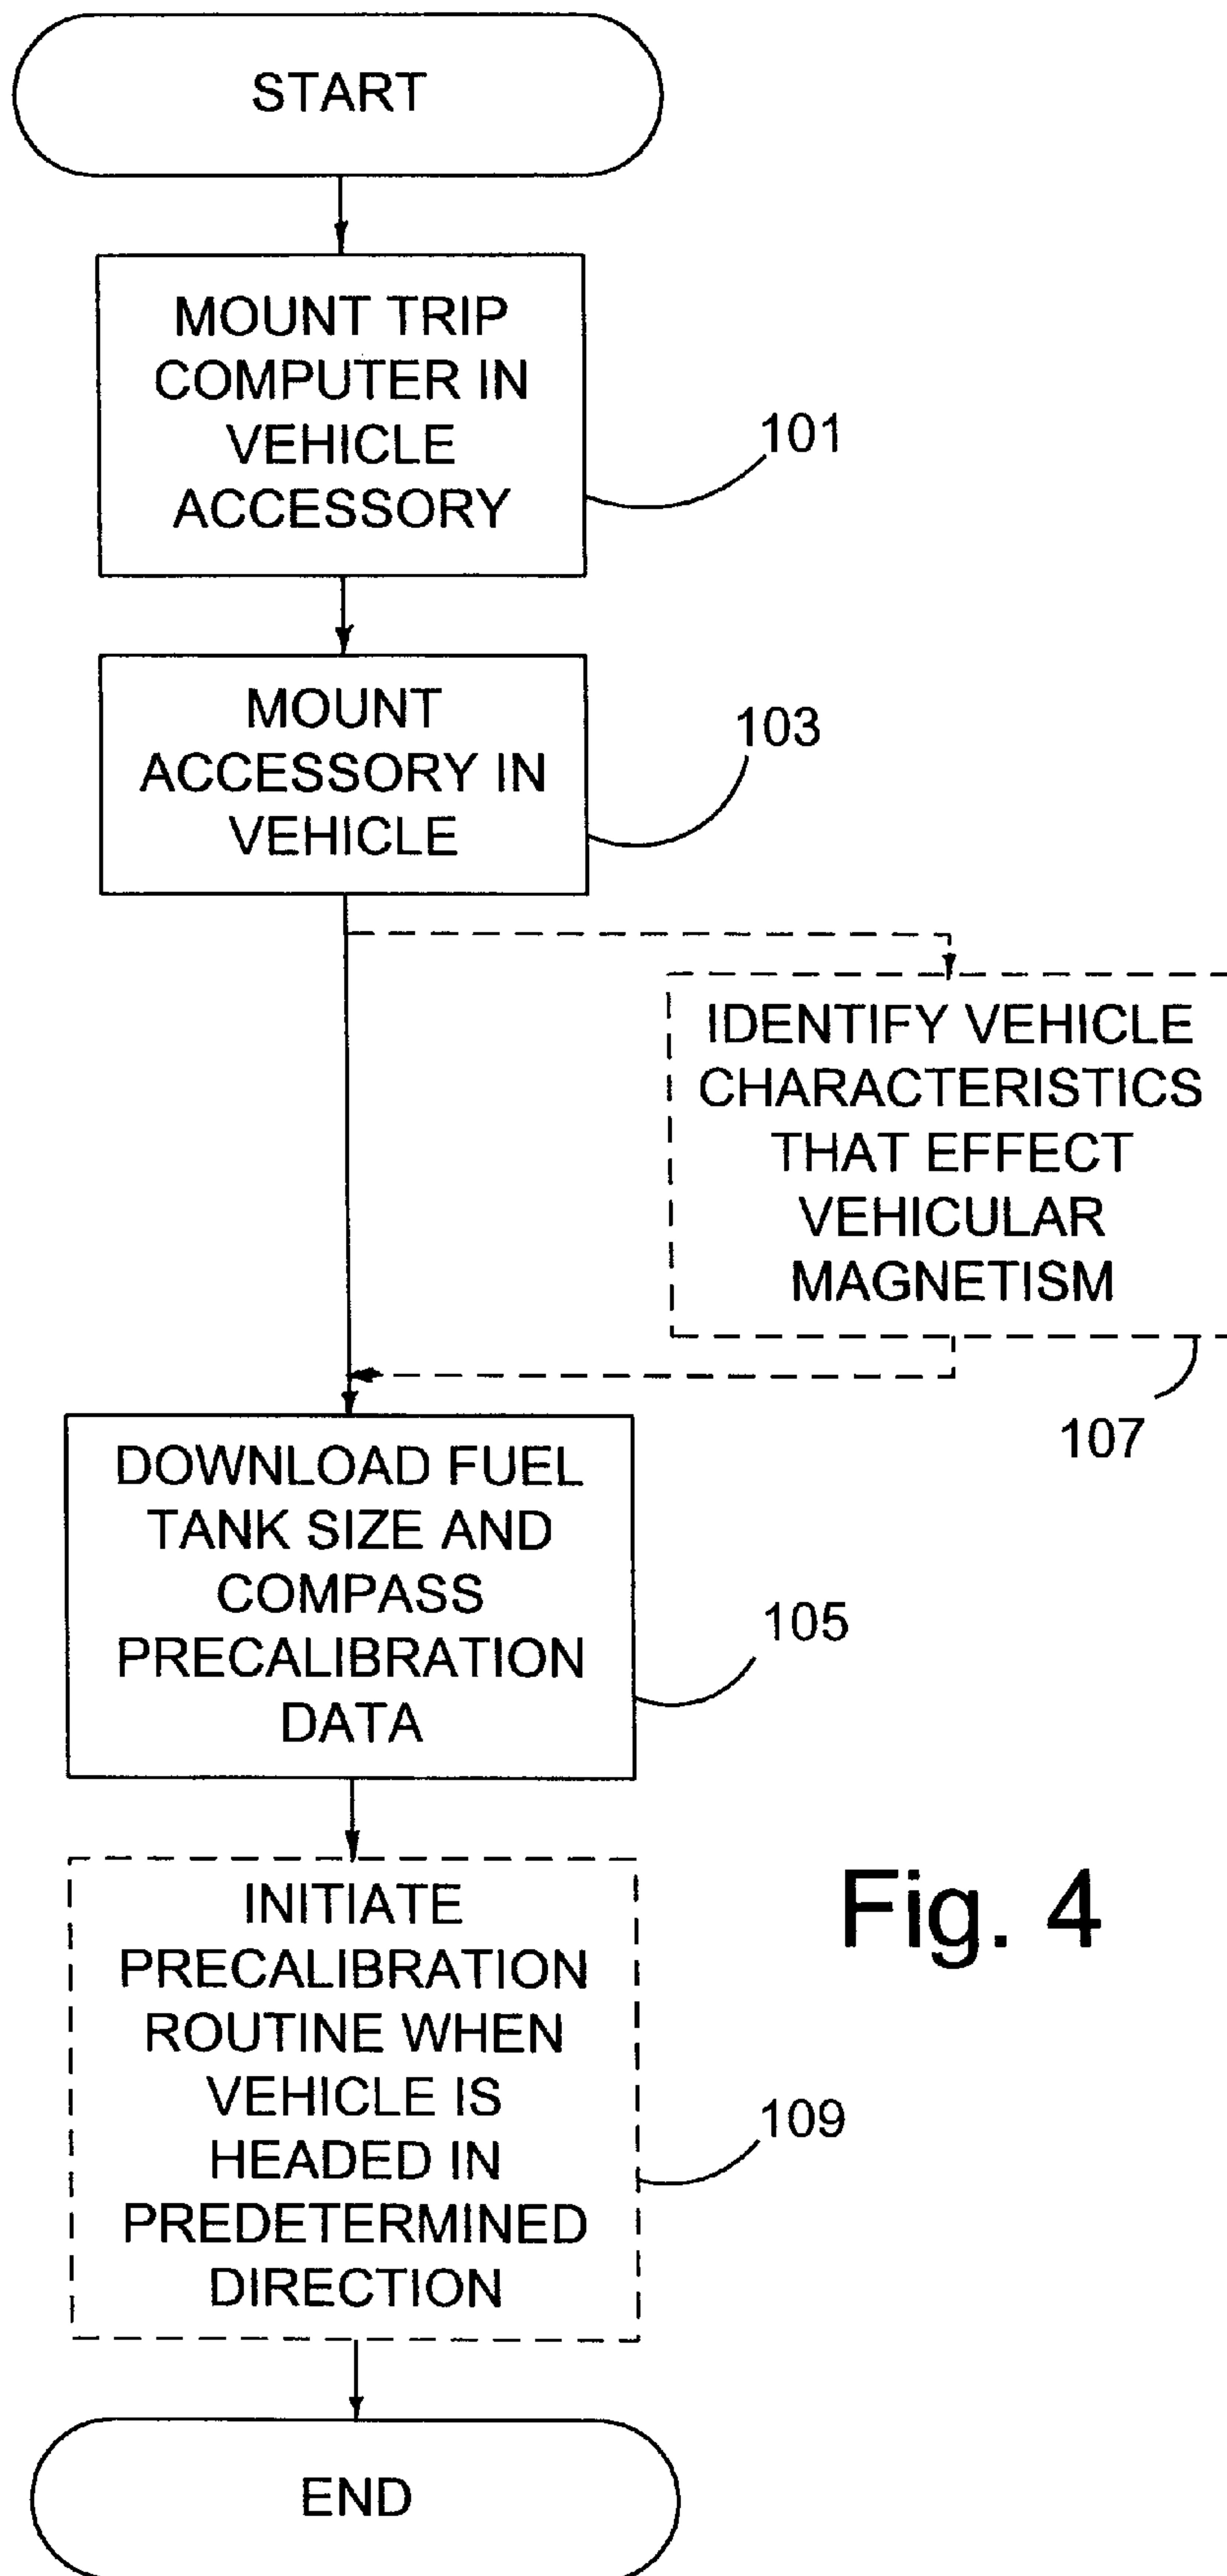 START
MOUNT TRIP
COMPUTER IN
VEHICLE
ACCESSORY
101
MOUNT
ACCESSORY IN
VEHICLE
103
IDENTIFY VEHICLE
CHARACTERISTICS
THAT EFFECT
VEHICULAR
MAGNETISM
107
DOWNLOAD FUEL
TANK SIZE AND
COMPASS
PRECALIBRATION
DATA
105
INITIATE
PRECALIBRATION
ROUTINE WHEN
VEHICLE IS
HEADED IN
PREDETERMINED
DIRECTION
109
Fig. 4
END